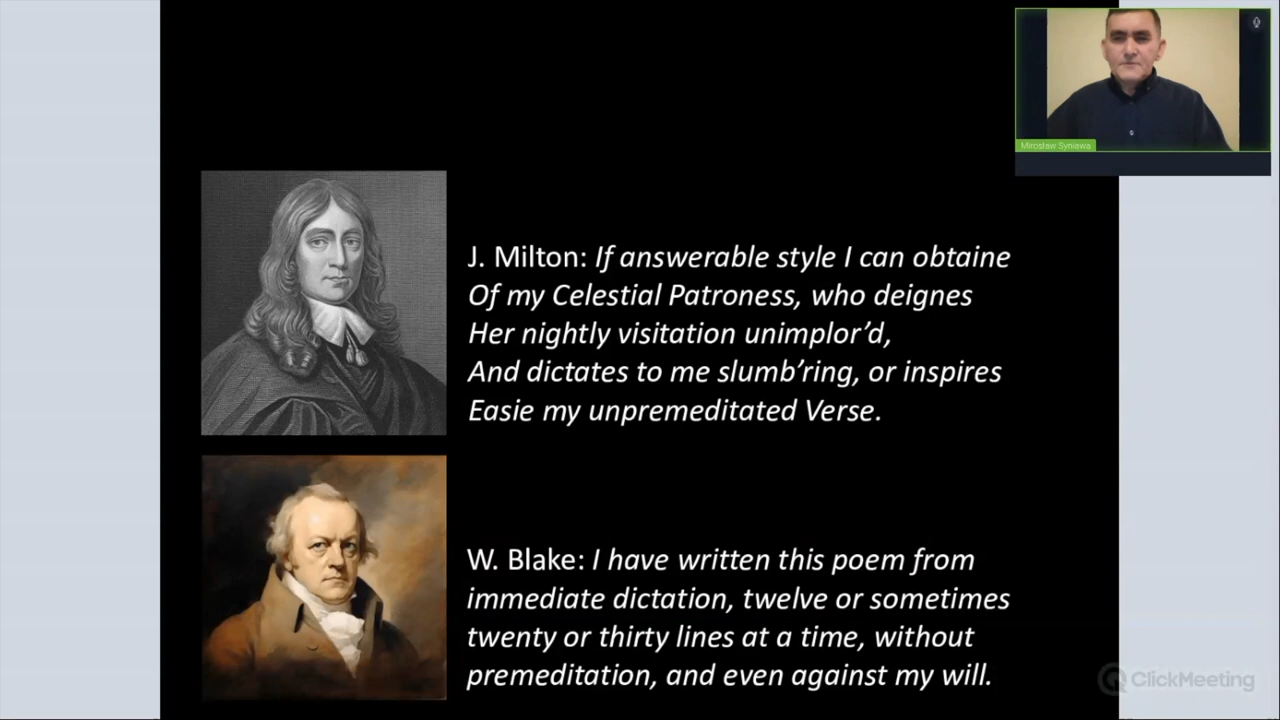 Mirosław Syniawa
J. Milton: If answerable style I can obtaine
Of my Celestial Patroness, who deignes
Her nightly visitation unimplor’d,
And dictates to me slumb’ring, or inspires
Easie my unpremeditated Verse.
W. Blake: I have written this poem from
immediate dictation, twelve or sometimes
twenty or thirty lines at a time, without
premeditation, and even against my will.
ClickMeeting